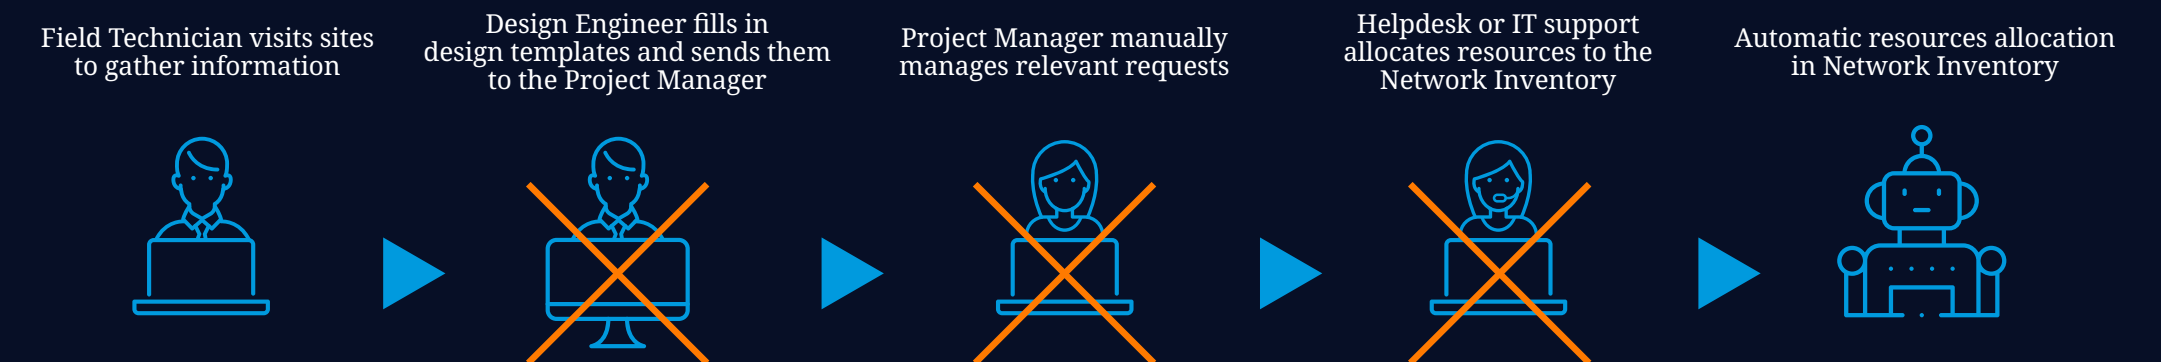 Field Technician visits sites
to gather information
Design Engineer fills in
design templates and sends them
to the Project Manager
Project Manager manually
manages relevant requests
Helpdesk or IT support
allocates resources to the
Network Inventory
Automatic resources allocation
in Network Inventory